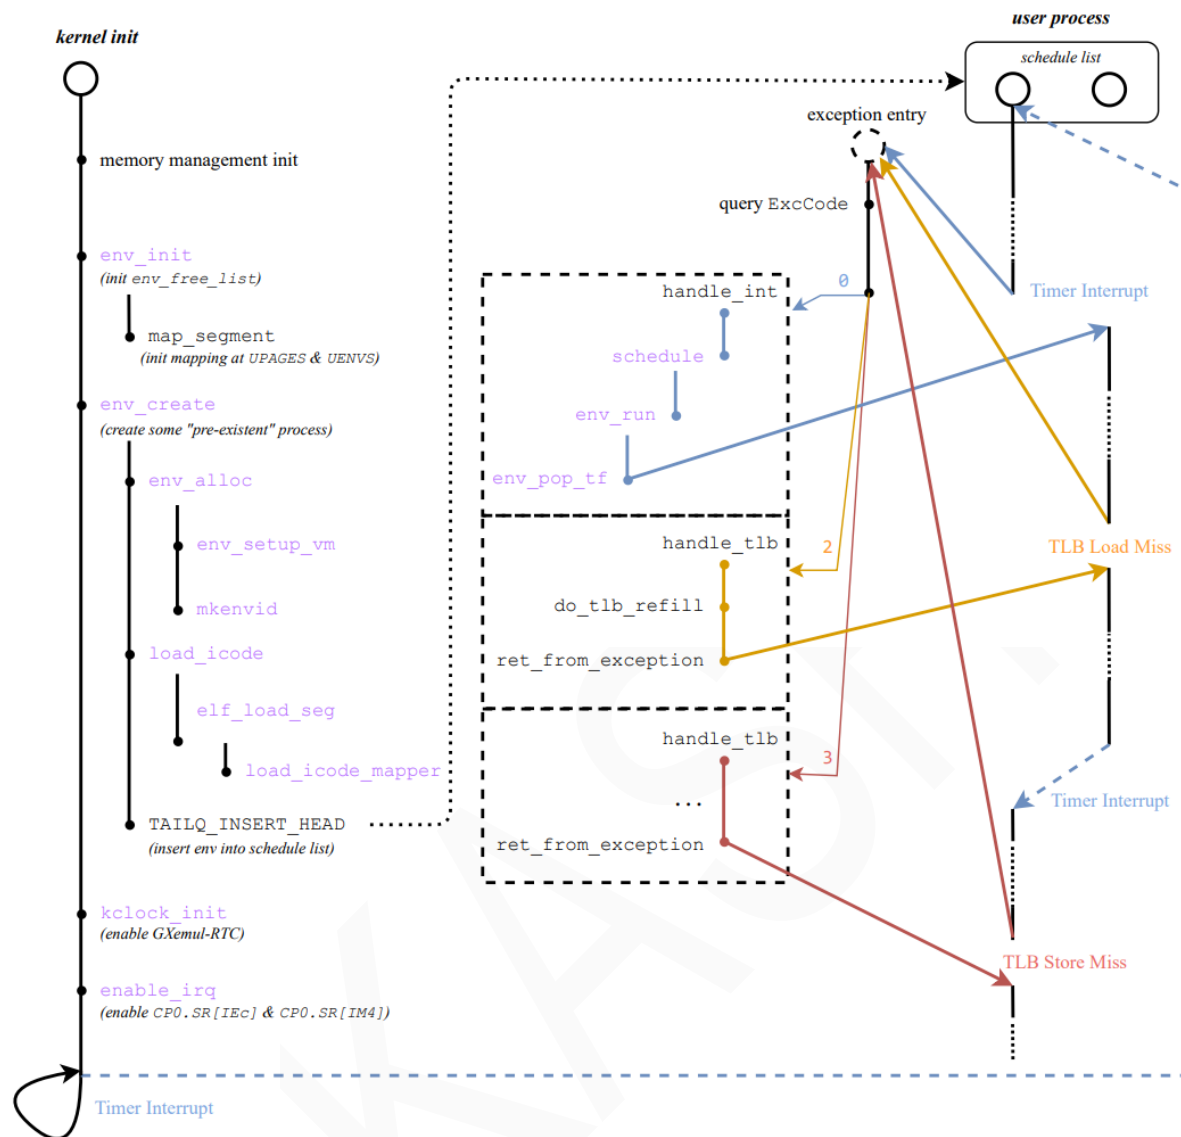 kernel init
memory management init
env_init
(init env_free_list)
map_segment
(init mapping at UPAGES & UENVS)
env_create
(create some "pre-existent" process)
env_alloc
env_setup_vm
mkenvid
load_icode
elf_load_seg
load_icode_mapper
TAILQ_INSERT_HEAD
(insert env into schedule list)
kclock_init
(enable GXemul-RTC)
enable_irq
(enable CP0.SR[IEc] & CP0.SR[IM4])
Timer Interrupt
exception entry
query ExcCode
0
handle_int
schedule
env_run
env_pop_tf
2
handle_tlb
do_tlb_refill
ret_from_exception
3
handle_tlb
...
ret_from_exception
user process
schedule list
Timer Interrupt
TLB Load Miss
Timer Interrupt
TLB Store Miss